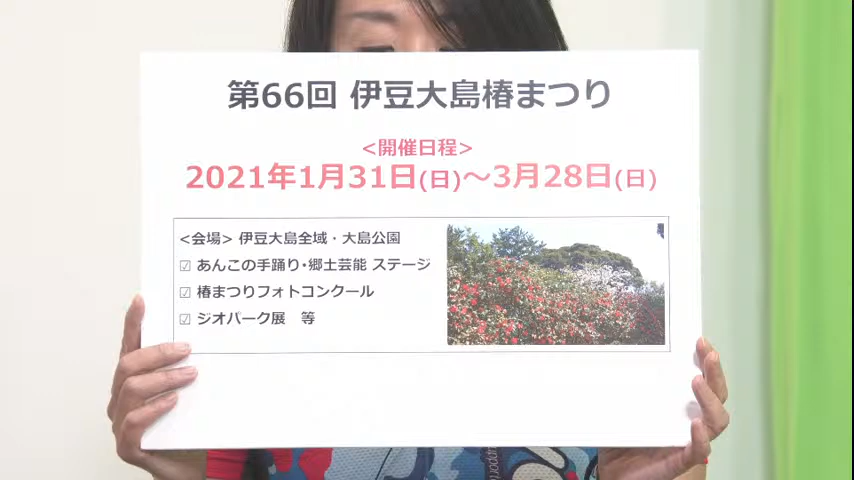 第66回 伊豆大島椿まつり
<開催日程>
2021年1月31日(日)～3月28日(日)
<会場> 伊豆大島全域・大島公園
☑ あんこの手踊り・郷土芸能 ステージ
☑ 椿まつりフォトコンクール
☑ ジオパーク展　等